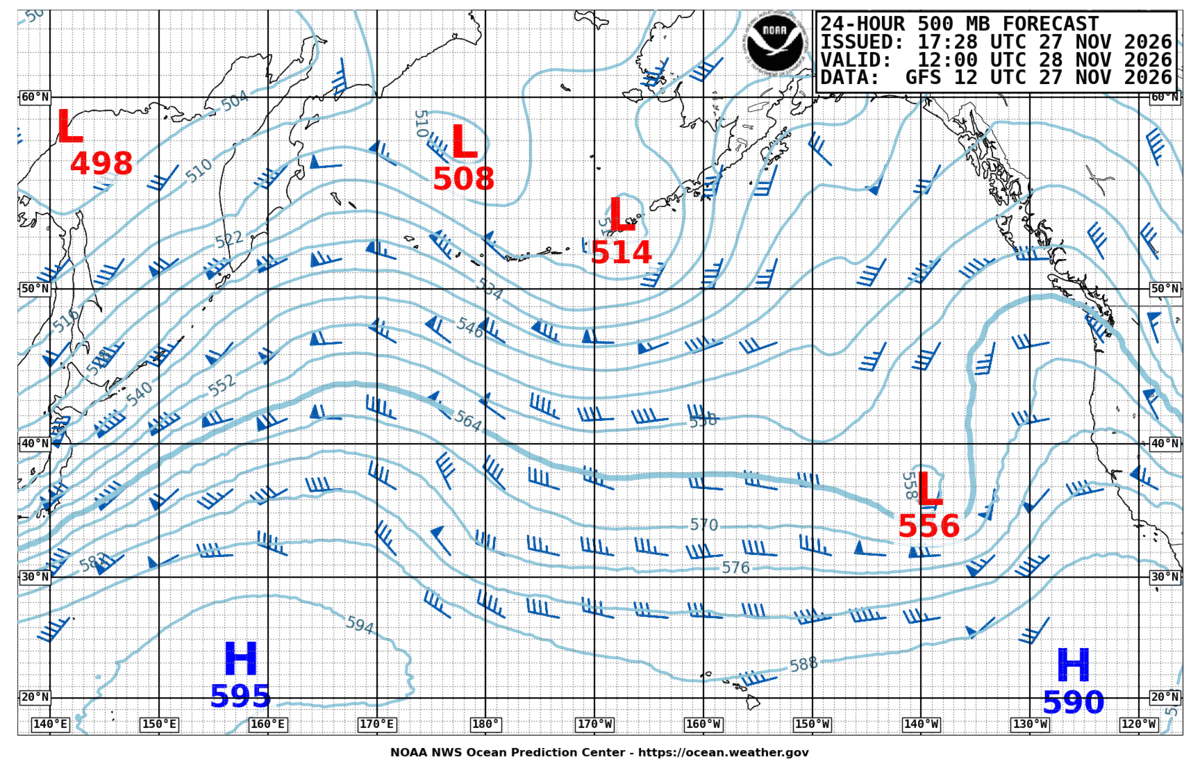 24-HOUR 500 MB FORECAST
ISSUED: 17:28 UTC 27 NOV 2026
VALID: 12:00 UTC 28 NOV 2026
DATA: GFS 12 UTC 27 NOV 2026
NOAA
60°N 60°N
50°N 50°N
40°N 40°N
30°N 30°N
20°N 20°N
L
498
L
508
L
514
L
556
H
595
H
590
504
510
510
522
534
516
546
540
552
564
558
558
570
576
594
588
140°E 150°E 160°E 170°E 180° 170°W 160°W 150°W 140°W 130°W 120°W
NOAA NWS Ocean Prediction Center - https://ocean.weather.gov